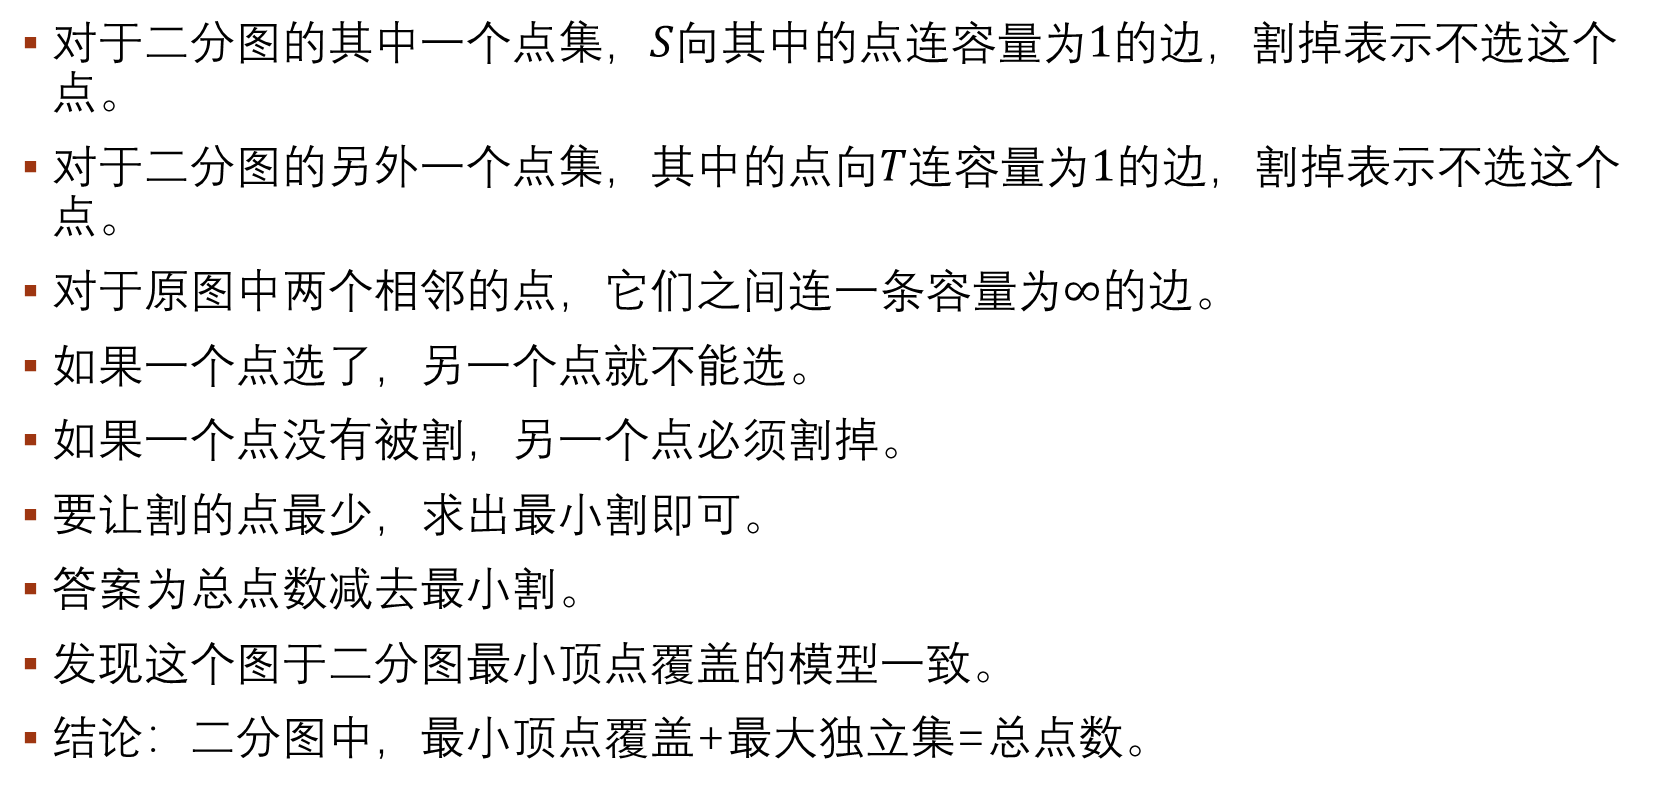 ▪ 对于二分图的其中一个点集，S向其中的点连容量为1的边，割掉表示不选这个
点。
▪ 对于二分图的另外一个点集，其中的点向T连容量为1的边，割掉表示不选这个
点。
▪ 对于原图中两个相邻的点，它们之间连一条容量为∞的边。
▪ 如果一个点选了，另一个点就不能选。
▪ 如果一个点没有被割，另一个点必须割掉。
▪ 要让割的点最少，求出最小割即可。
▪ 答案为总点数减去最小割。
▪ 发现这个图于二分图最小顶点覆盖的模型一致。
▪ 结论：二分图中，最小顶点覆盖+最大独立集=总点数。